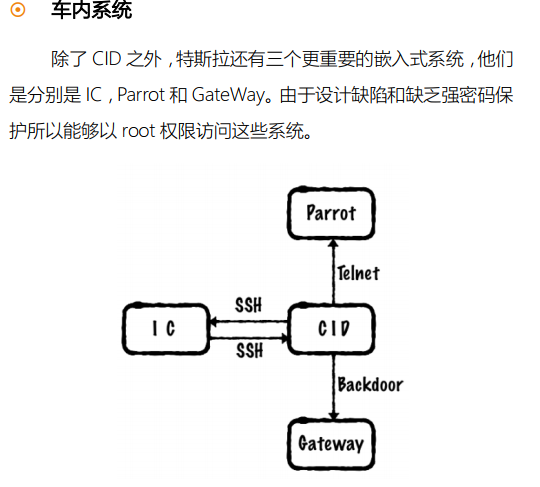 车内系统
除了 CID 之外，特斯拉还有三个更重要的嵌入式系统，他们
是分别是 IC，Parrot 和 GateWay。由于设计缺陷和缺乏强密码保
护所以能够以 root 权限访问这些系统。
Parrot
Telnet
SSH
IC
CID
SSH
Backdoor
Gateway